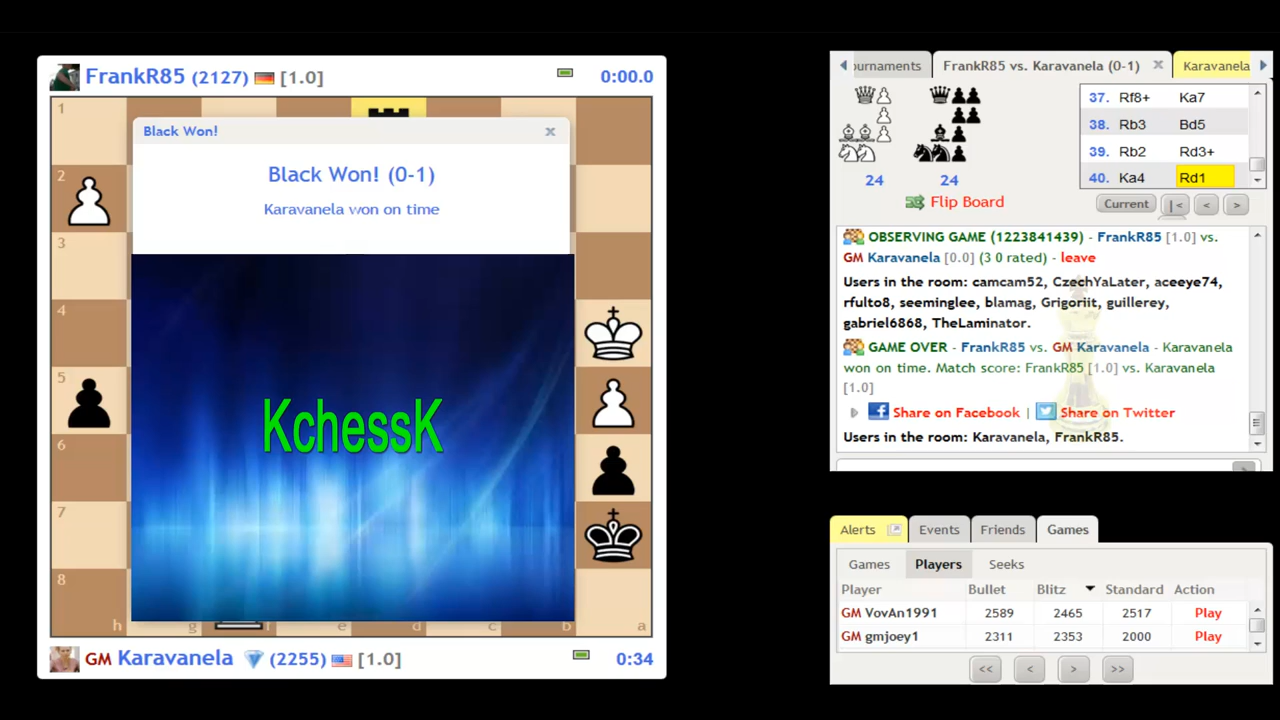 FrankR85 (2127) [1.0] 0:00.0
1
2
3
4
5
6
7
8
h g f e d c b a
Black Won!
Black Won! (0-1)
Karavanela won on time
KchessK
GM Karavanela (2255) [1.0] 0:34
ournaments FrankR85 vs. Karavanela (0-1) Karavanela
24 24
Flip Board
37. Rf8+ Ka7
38. Rb3 Bd5
39. Rb2 Rd3+
40. Ka4 Rd1
Current |< < >
OBSERVING GAME (1223841439) - FrankR85 [1.0] vs.
GM Karavanela [0.0] (3 0 rated) - leave
Users in the room: camcam52, CzechYaLater, aceeye74,
rfulto8, seeminglee, blamag, Grigoriit, guillerey,
gabriel6868, TheLaminator.
GAME OVER - FrankR85 vs. GM Karavanela - Karavanela
won on time. Match score: FrankR85 [1.0] vs. Karavanela
[1.0]
Share on Facebook | Share on Twitter
Users in the room: Karavanela, FrankR85.
Alerts Events Friends Games
Games Players Seeks
Player Bullet Blitz Standard Action
GM VovAn1991 2589 2465 2517 Play
GM gmjoey1 2311 2353 2000 Play
<< < > >>